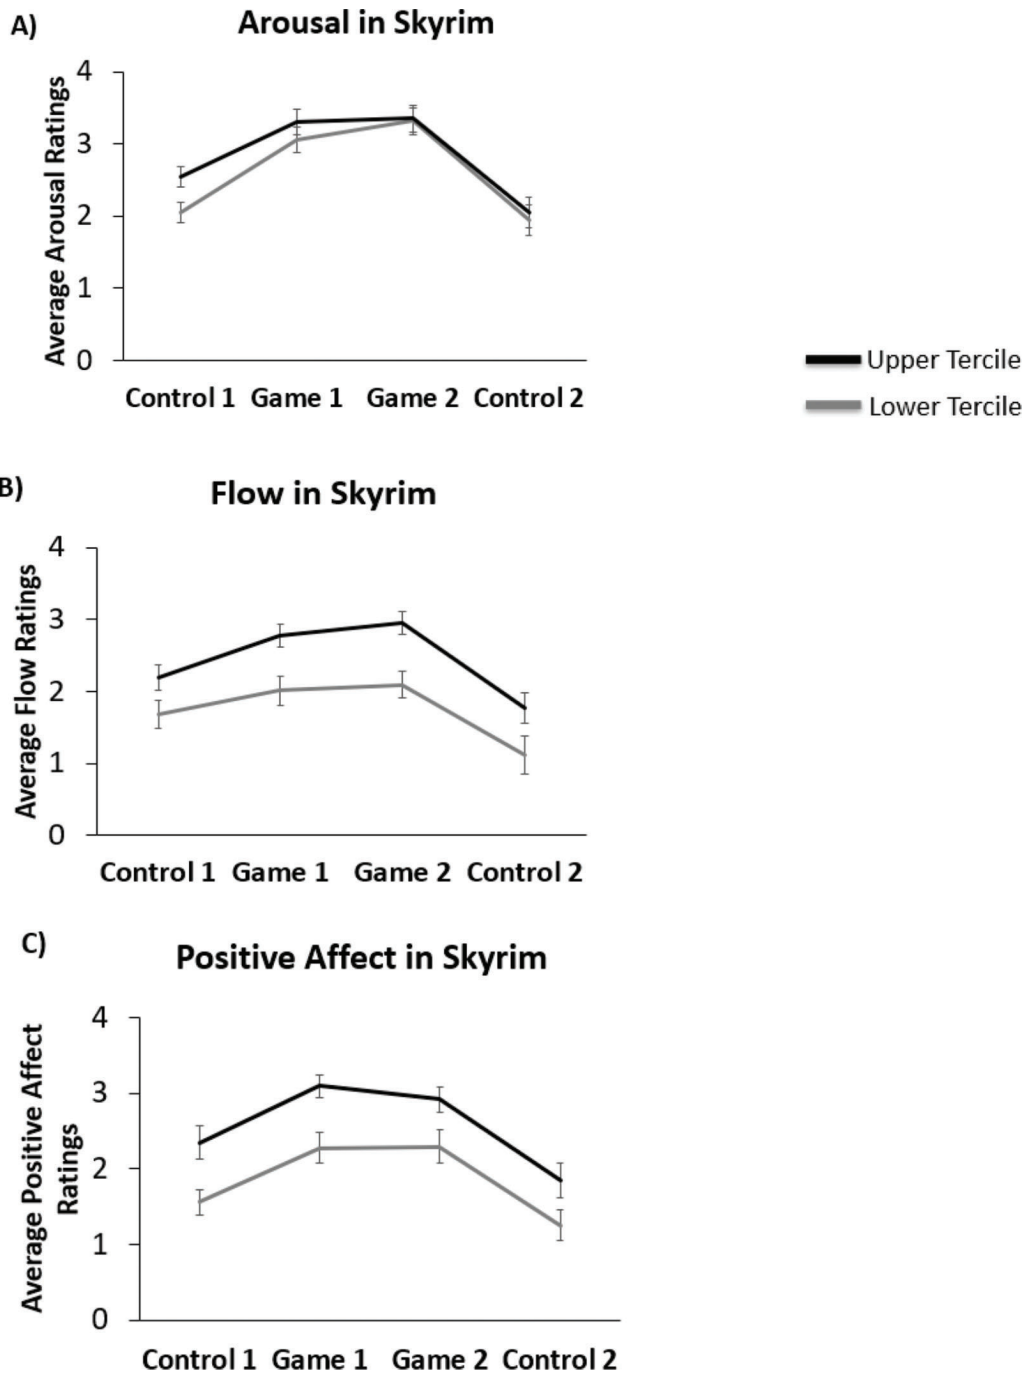 A)
Arousal in Skyrim
Average Arousal Ratings
4
3
2
1
0
Control 1 Game 1 Game 2 Control 2
Upper Tercile
Lower Tercile
B)
Flow in Skyrim
Average Flow Ratings
4
3
2
1
0
Control 1 Game 1 Game 2 Control 2
C)
Positive Affect in Skyrim
Average Positive Affect
Ratings
4
3
2
1
0
Control 1 Game 1 Game 2 Control 2